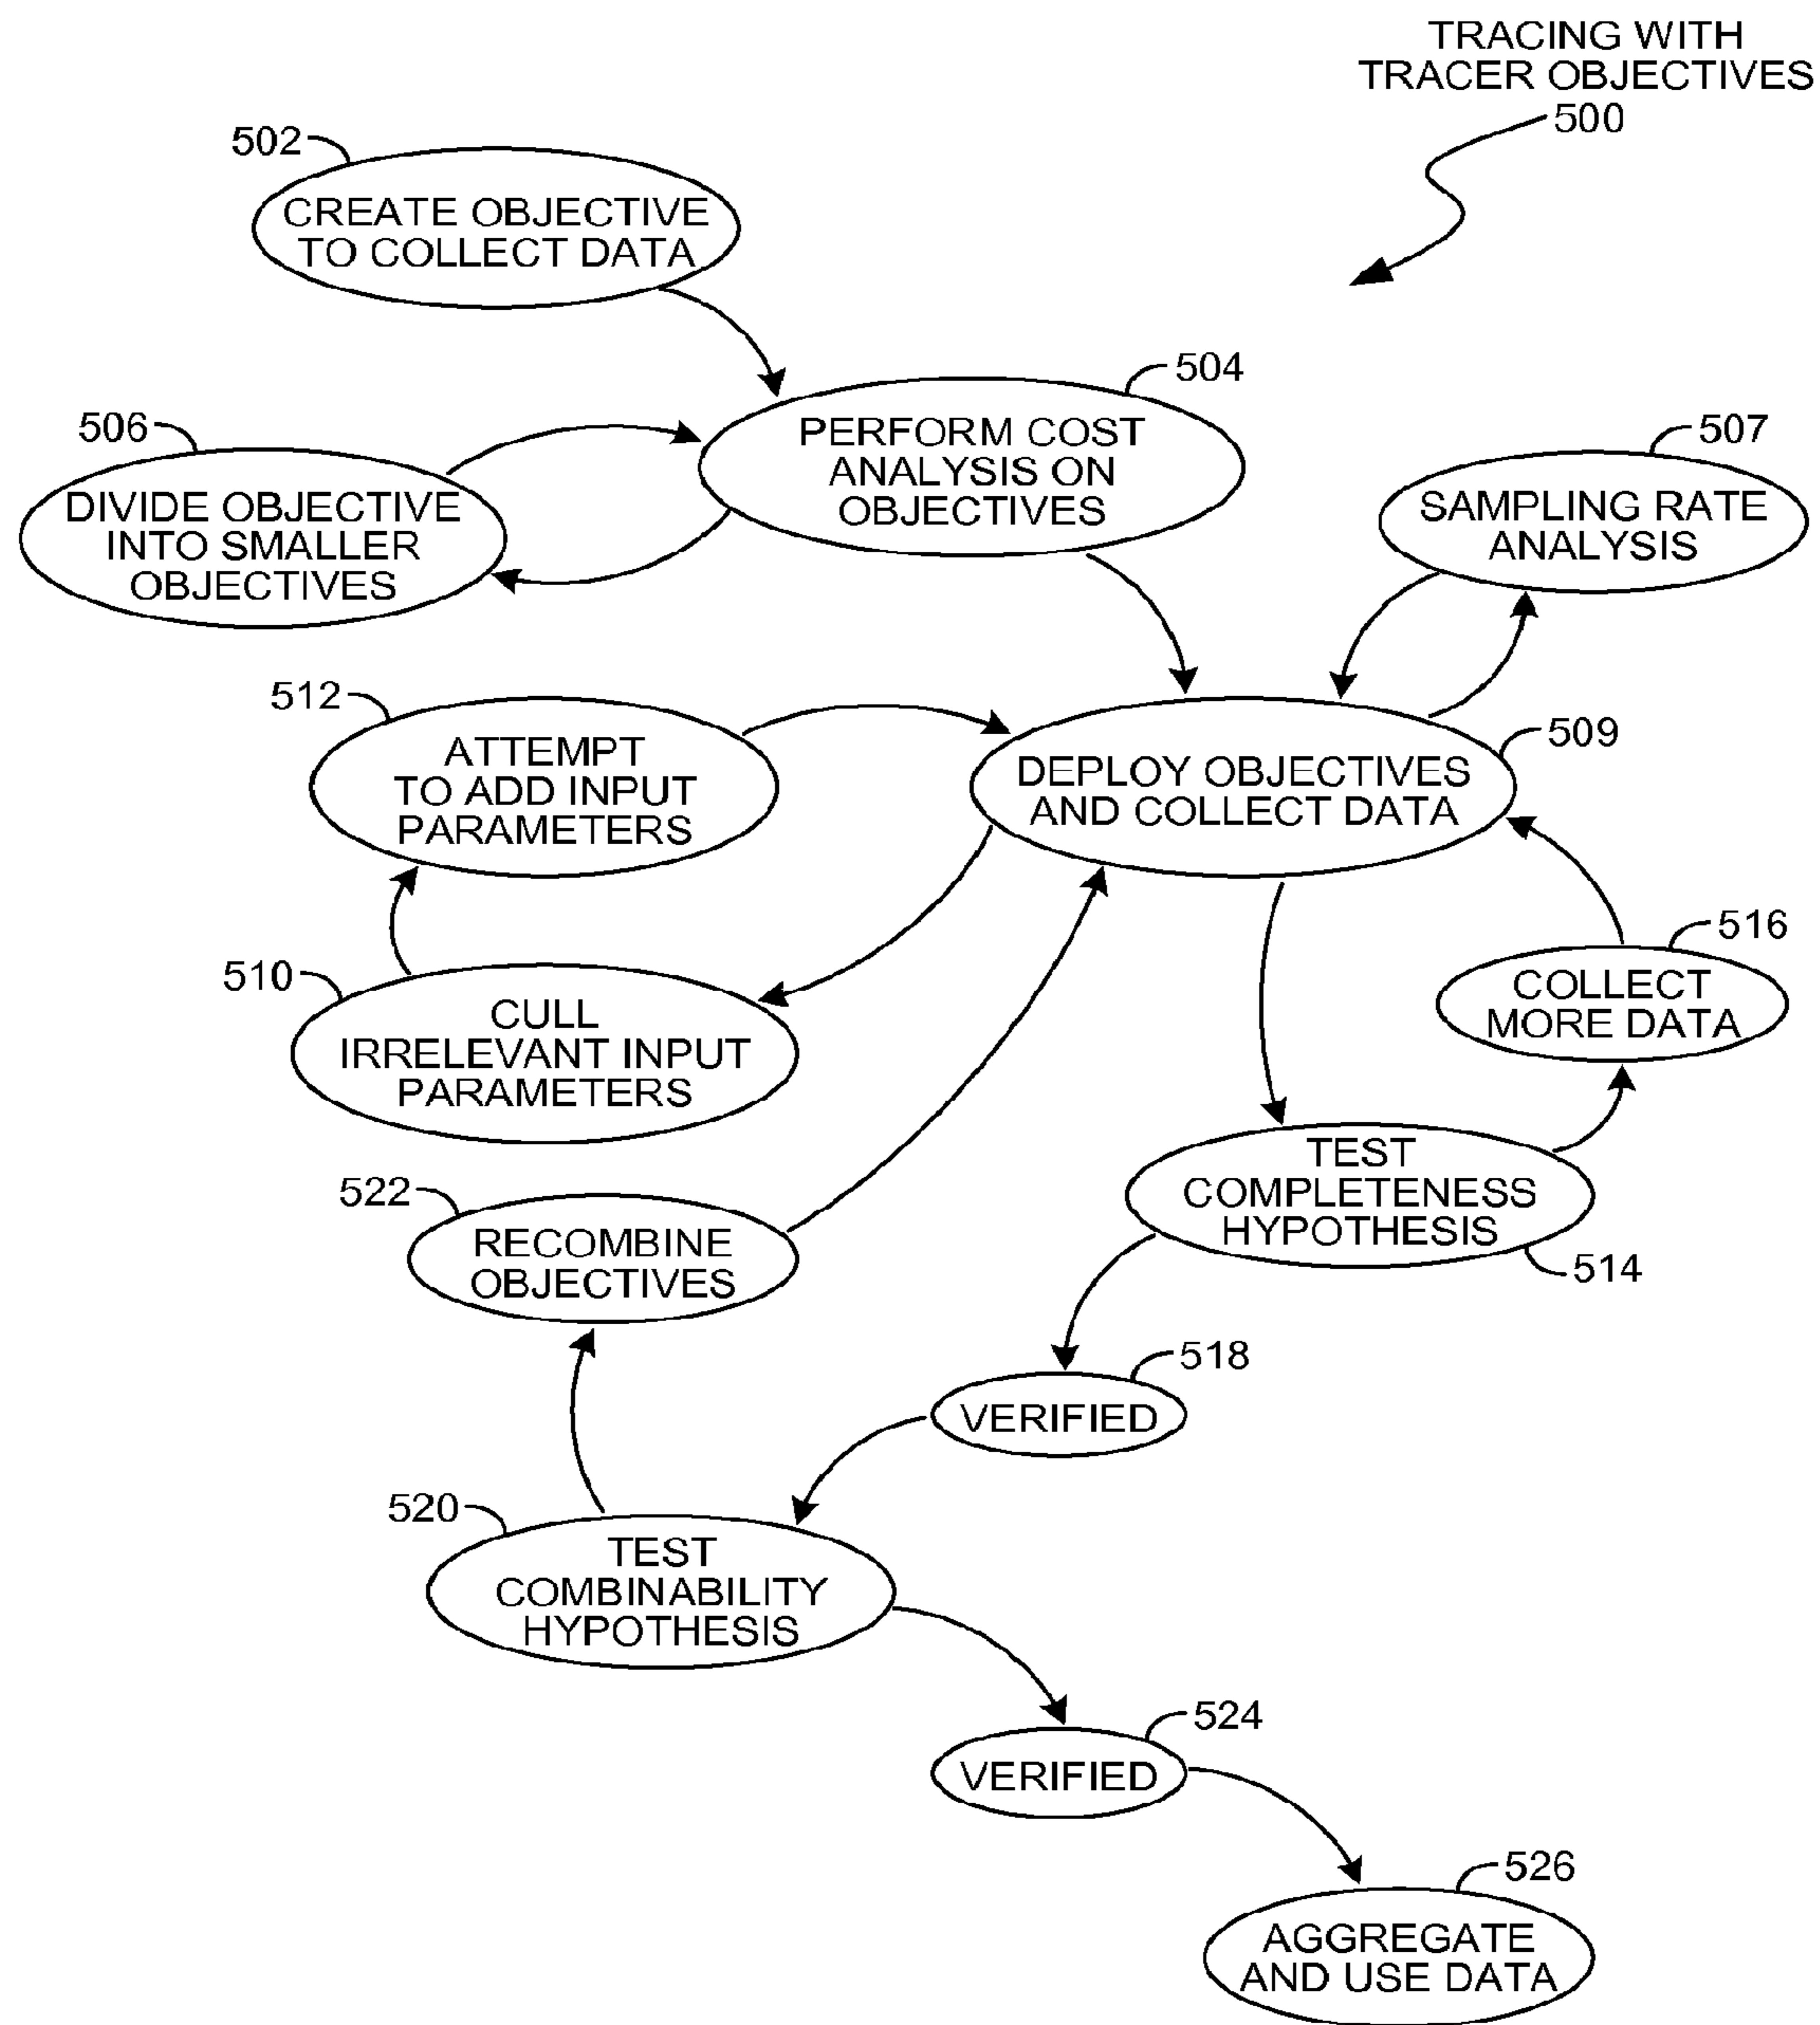 TRACING WITH
TRACER OBJECTIVES
500
502
CREATE OBJECTIVE
TO COLLECT DATA
504
PERFORM COST
ANALYSIS ON
OBJECTIVES
506
DIVIDE OBJECTIVE
INTO SMALLER
OBJECTIVES
507
SAMPLING RATE
ANALYSIS
512
ATTEMPT
TO ADD INPUT
PARAMETERS
509
DEPLOY OBJECTIVES
AND COLLECT DATA
510
CULL
IRRELEVANT INPUT
PARAMETERS
516
COLLECT
MORE DATA
TEST
COMPLETENESS
HYPOTHESIS
514
522
RECOMBINE
OBJECTIVES
518
VERIFIED
520
TEST
COMBINABILITY
HYPOTHESIS
524
VERIFIED
526
AGGREGATE
AND USE DATA